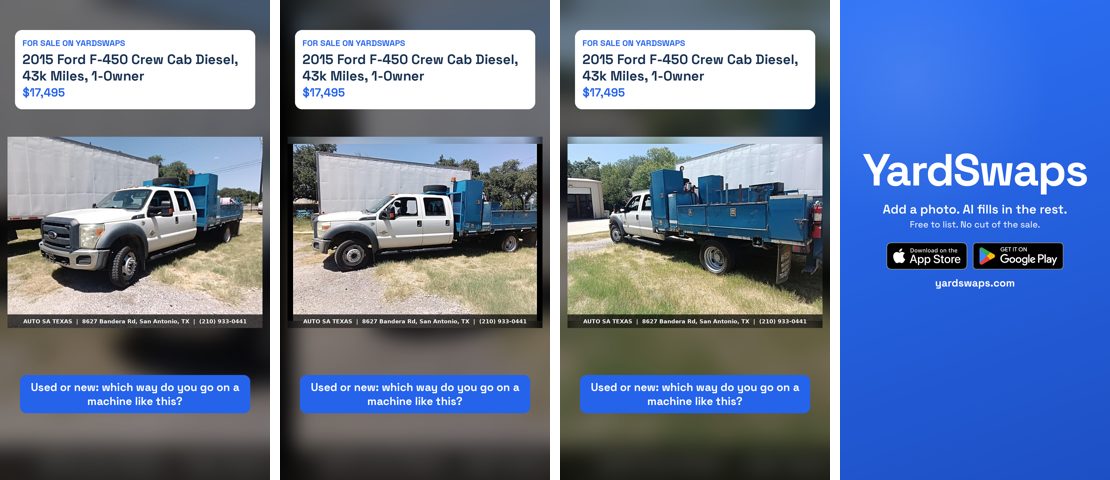 FOR SALE ON YARDSWAPS
2015 Ford F-450 Crew Cab Diesel,
43k Miles, 1-Owner
$17,495
AUTO SA TEXAS | 8627 Bandera Rd, San Antonio, TX | (210) 933-0441
Used or new: which way do you go on a
machine like this?
FOR SALE ON YARDSWAPS
2015 Ford F-450 Crew Cab Diesel,
43k Miles, 1-Owner
$17,495
AUTO SA TEXAS | 8627 Bandera Rd, San Antonio, TX | (210) 933-0441
Used or new: which way do you go on a
machine like this?
FOR SALE ON YARDSWAPS
2015 Ford F-450 Crew Cab Diesel,
43k Miles, 1-Owner
$17,495
AUTO SA TEXAS | 8627 Bandera Rd, San Antonio, TX | (210) 933-0441
Used or new: which way do you go on a
machine like this?
YardSwaps
Add a photo. AI fills in the rest.
Free to list. No cut of the sale.
Download on the
App Store
GET IT ON
Google Play
yardswaps.com